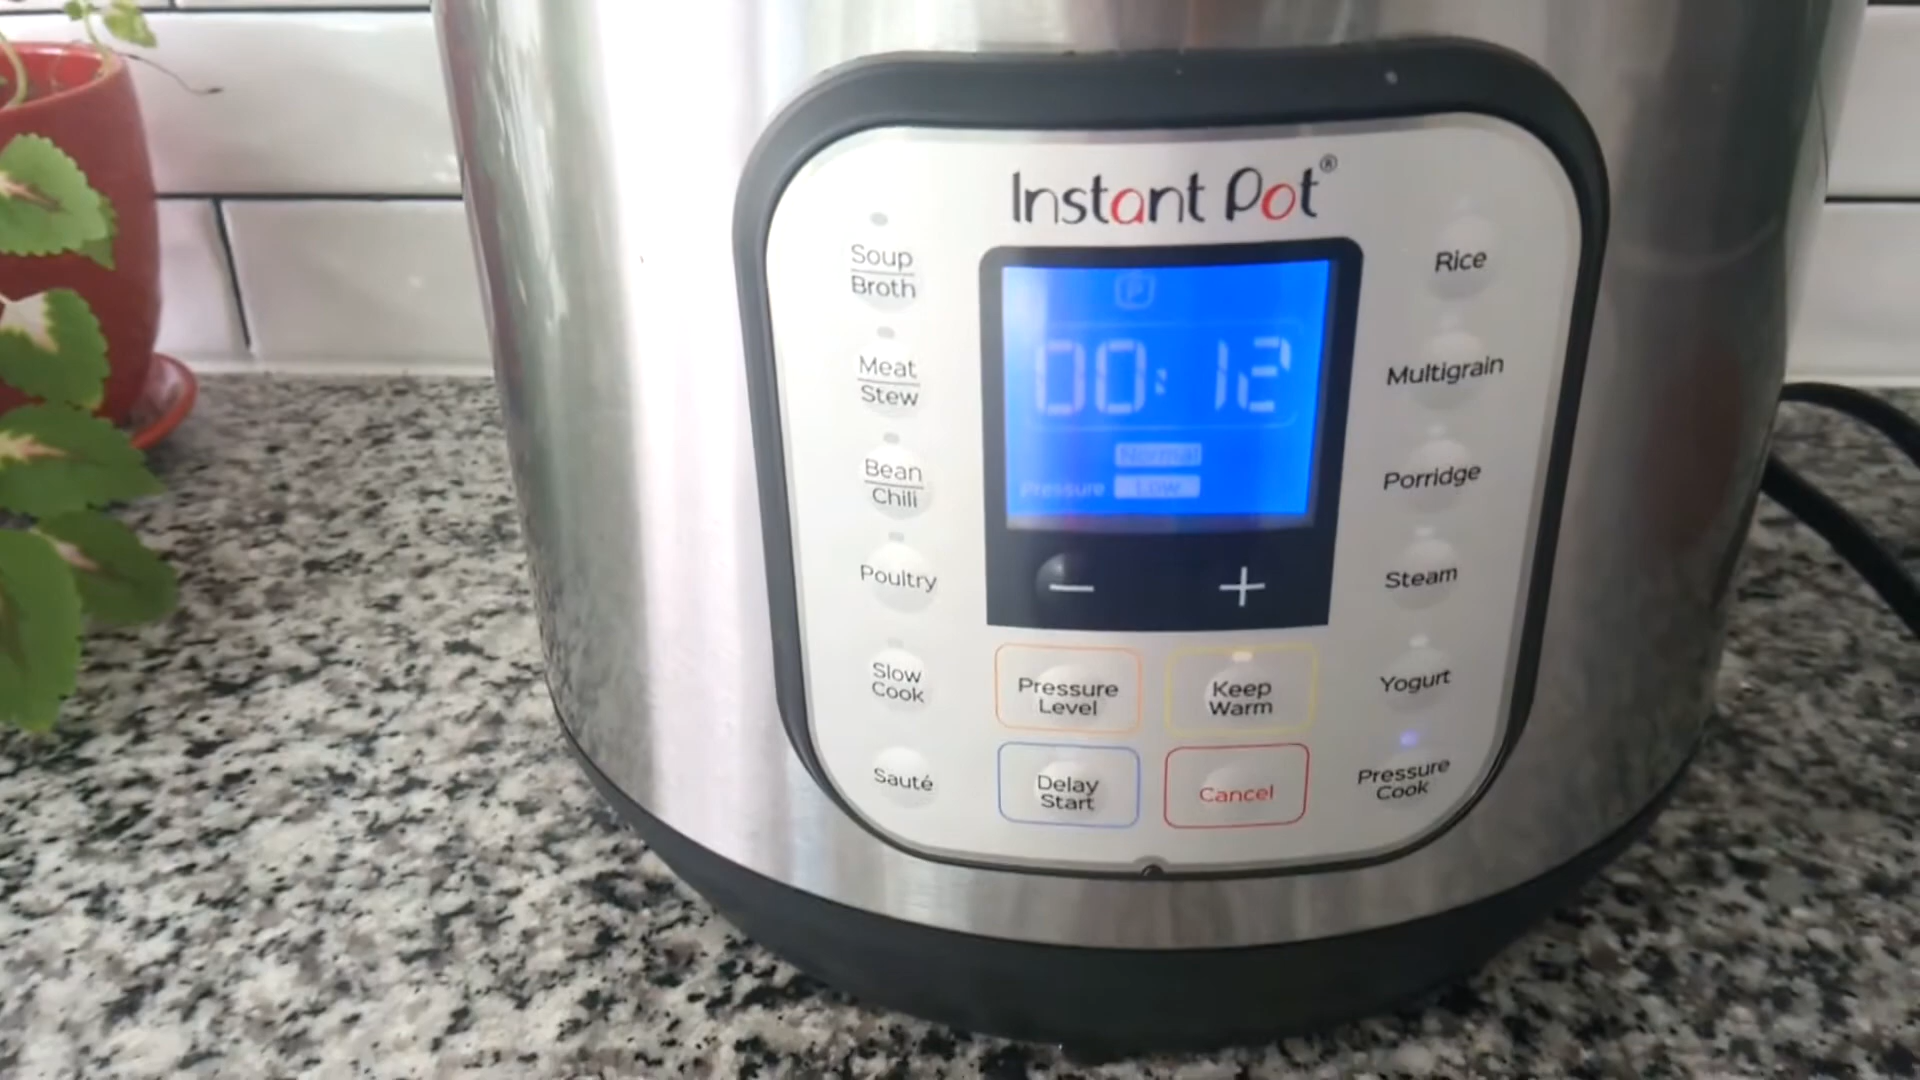 Instant Pot®
Soup
Broth
Meat
Stew
Bean
Chili
Poultry
Slow
Cook
Sauté
P
00:12
Normal
Pressure Low
− +
Pressure
Level
Keep
Warm
Delay
Start
Cancel
Rice
Multigrain
Porridge
Steam
Yogurt
Pressure
Cook